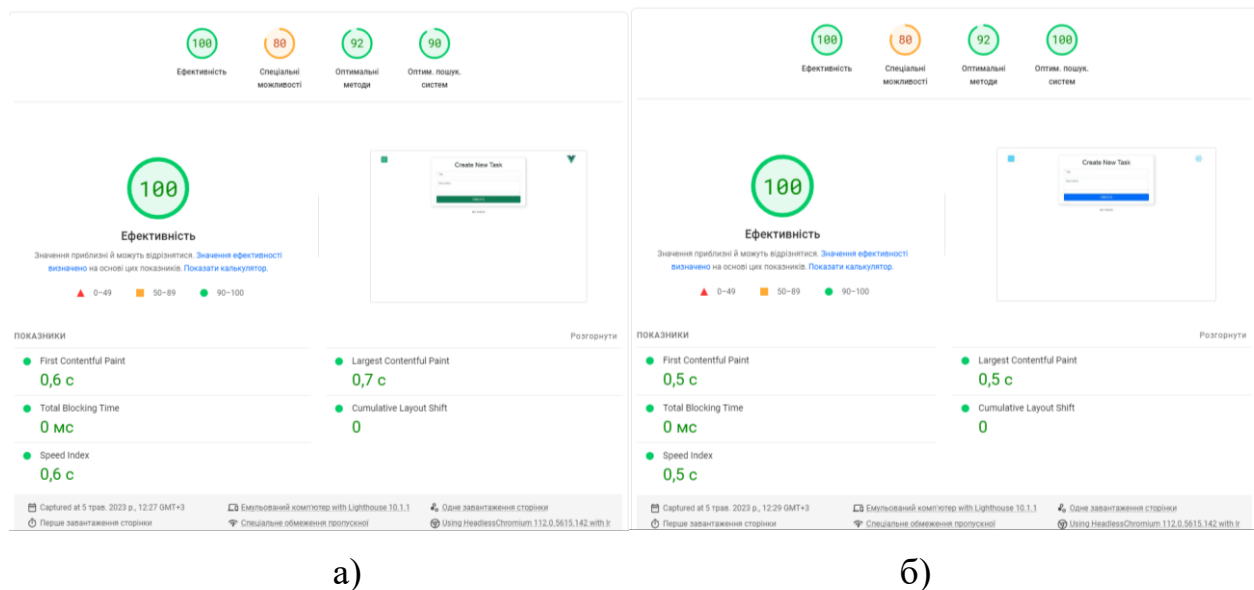 100
80
92
90
Ефективність
Спеціальні
можливості
Оптимальні
методи
Оптим. пошук.
систем
Create New Task
100
Ефективність
Значення приблизні й можуть відрізнятися. Значення ефективності
визначено на основі цих показників. Показати калькулятор.
0–49
50–89
90–100
ПОКАЗНИКИ
Розгорнути
First Contentful Paint
0,6 с
Largest Contentful Paint
0,7 с
Total Blocking Time
0 мс
Cumulative Layout Shift
0
Speed Index
0,6 с
Captured at 5 трав. 2023 р., 12:27 GMT+3
Емульований комп'ютер with Lighthouse 10.1.1
Одне завантаження сторінки
Перше завантаження сторінки
Спеціальне обмеження пропускної
Using HeadlessChromium 112.0.5615.142 with lr
а)
100
80
92
100
Ефективність
Спеціальні
можливості
Оптимальні
методи
Оптим. пошук.
систем
Create New Task
100
Ефективність
Значення приблизні й можуть відрізнятися. Значення ефективності
визначено на основі цих показників. Показати калькулятор.
0–49
50–89
90–100
ПОКАЗНИКИ
Розгорнути
First Contentful Paint
0,5 с
Largest Contentful Paint
0,5 с
Total Blocking Time
0 мс
Cumulative Layout Shift
0
Speed Index
0,5 с
Captured at 5 трав. 2023 р., 12:29 GMT+3
Емульований комп'ютер with Lighthouse 10.1.1
Одне завантаження сторінки
Перше завантаження сторінки
Спеціальне обмеження пропускної
Using HeadlessChromium 112.0.5615.142 with lr
б)